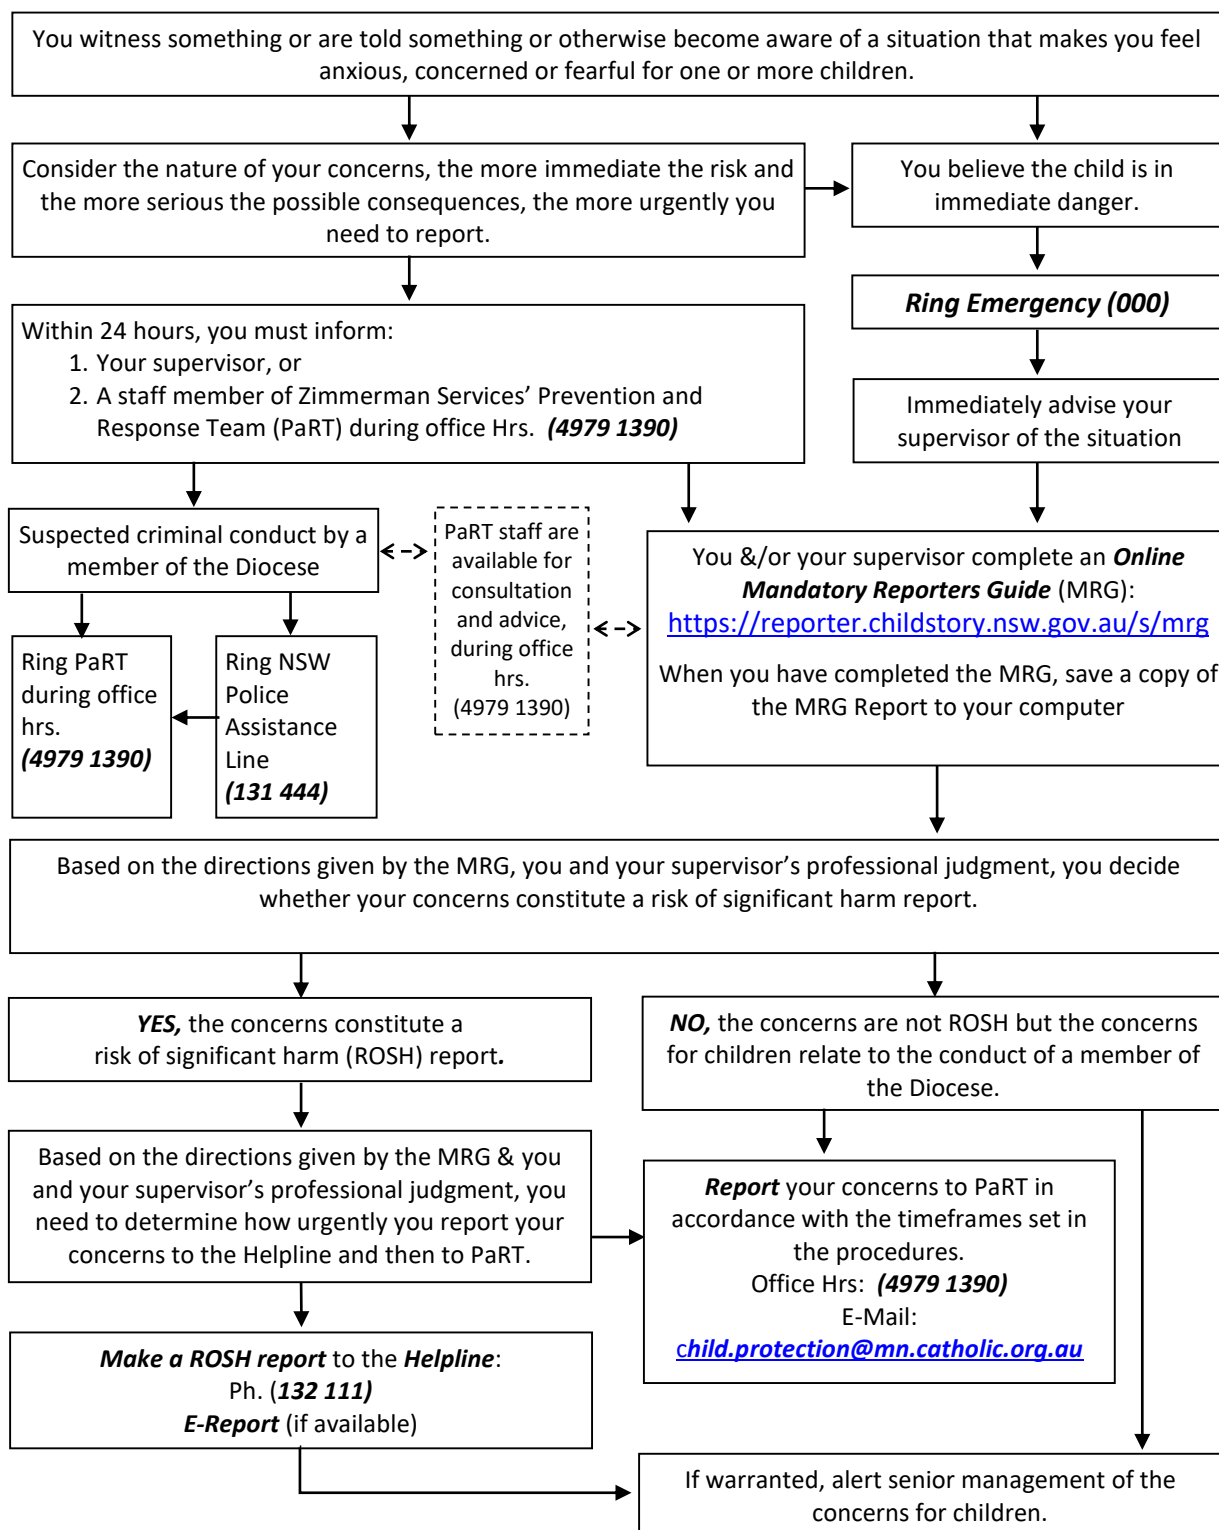 You witness something or are told something or otherwise become aware of a situation that makes you feel
anxious, concerned or fearful for one or more children.
Consider the nature of your concerns, the more immediate the risk and
the more serious the possible consequences, the more urgently you
need to report.
You believe the child is in
immediate danger.
Ring Emergency (000)
Within 24 hours, you must inform:
1. Your supervisor, or
2. A staff member of Zimmerman Services’ Prevention and
Response Team (PaRT) during office Hrs. (4979 1390)
Immediately advise your
supervisor of the situation
Suspected criminal conduct by a
member of the Diocese
PaRT staff are
available for
consultation
and advice,
during office
hrs.
(4979 1390)
You &/or your supervisor complete an Online
Mandatory Reporters Guide (MRG):
https://reporter.childstory.nsw.gov.au/s/mrg
When you have completed the MRG, save a copy of
the MRG Report to your computer
Ring PaRT
during office
hrs.
(4979 1390)
Ring NSW
Police
Assistance
Line
(131 444)
Based on the directions given by the MRG, you and your supervisor’s professional judgment, you decide
whether your concerns constitute a risk of significant harm report.
YES, the concerns constitute a
risk of significant harm (ROSH) report.
NO, the concerns are not ROSH but the concerns
for children relate to the conduct of a member of
the Diocese.
Based on the directions given by the MRG & you
and your supervisor’s professional judgment, you
need to determine how urgently you report your
concerns to the Helpline and then to PaRT.
Report your concerns to PaRT in
accordance with the timeframes set in
the procedures.
Office Hrs: (4979 1390)
E-Mail:
child.protection@mn.catholic.org.au
Make a ROSH report to the Helpline:
Ph. (132 111)
E-Report (if available)
If warranted, alert senior management of the
concerns for children.